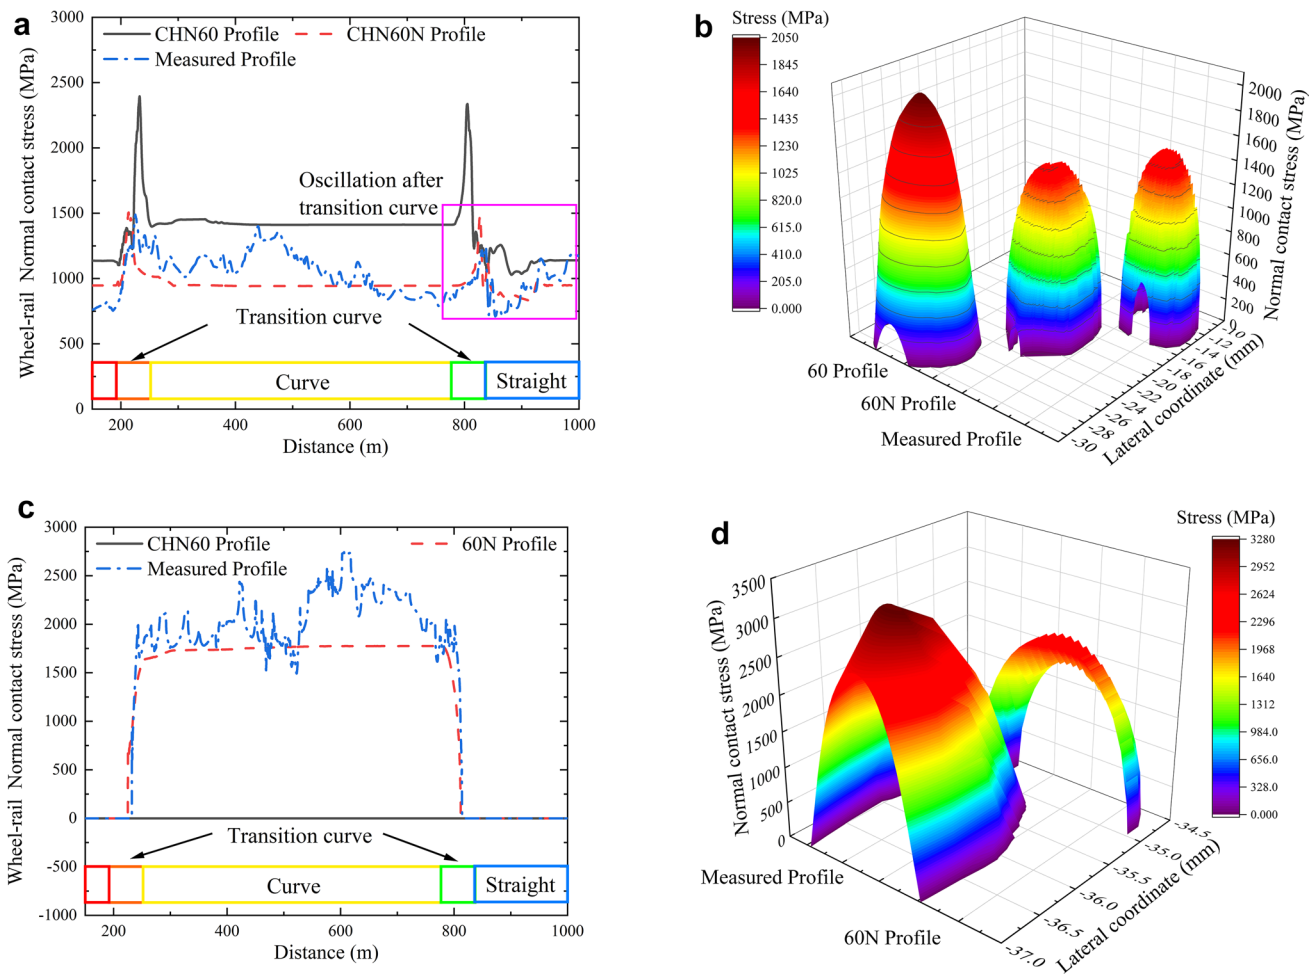 a
Wheel-rail Normal contact stress (MPa)
3000
2500
2000
1500
1000
500
0
CHN60 Profile
CHN60N Profile
Measured Profile
Oscillation after
transition curve
Transition curve
Curve
Straight
200
400
600
800
1000
Distance (m)
b
Stress (MPa)
2050
1845
1640
1435
1230
1025
820.0
615.0
410.0
205.0
0.000
2000
1800
1600
1400
1200
1000
800
600
400
200
0
Normal contact stress (MPa)
-10
-12
-14
-16
-18
-20
-22
-24
-26
-28
-30
Lateral coordinate (mm)
60 Profile
60N Profile
Measured Profile
c
Wheel-rail Normal contact stress (MPa)
3000
2500
2000
1500
1000
500
0
-500
-1000
CHN60 Profile
60N Profile
Measured Profile
Transition curve
Curve
Straight
200
400
600
800
1000
Distance (m)
d
Stress (MPa)
3280
2952
2624
2296
1968
1640
1312
984.0
656.0
328.0
0.000
3500
3000
2500
2000
1500
1000
500
0
Normal contact stress (MPa)
-34.5
-35.0
-35.5
-36.0
-36.5
-37.0
Lateral coordinate (mm)
Measured Profile
60N Profile